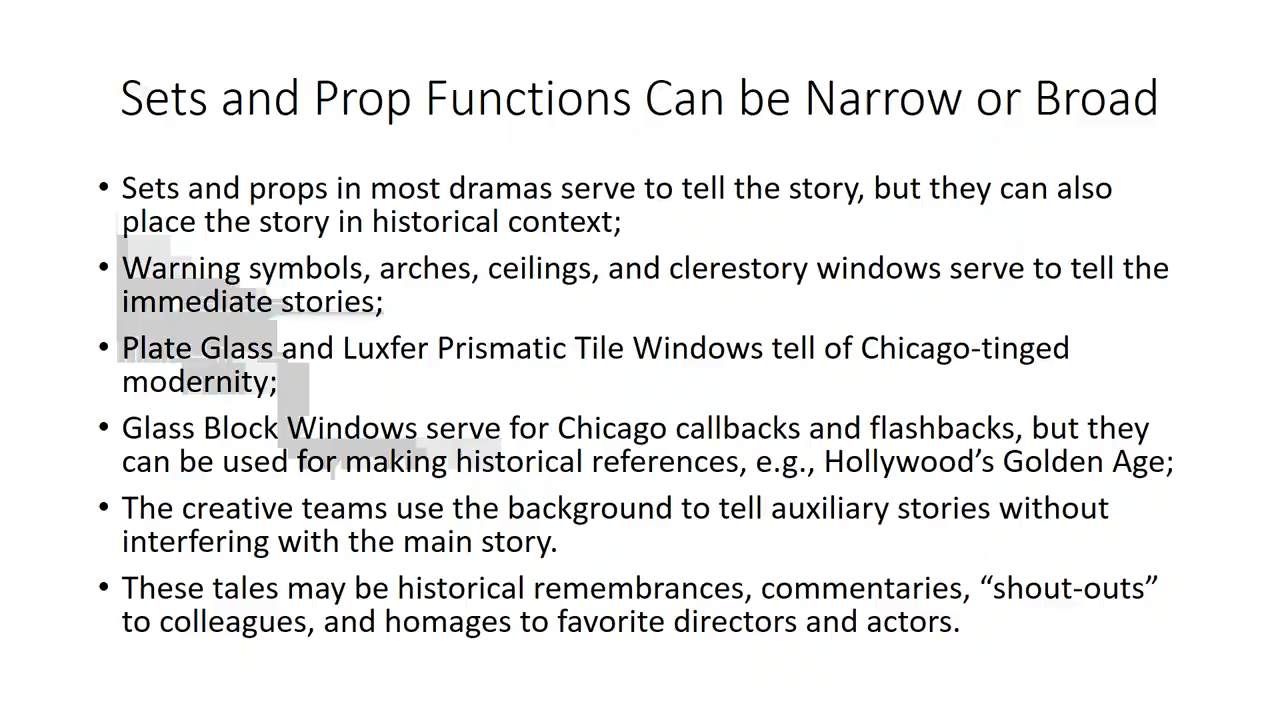 Sets and Prop Functions Can be Narrow or Broad
• Sets and props in most dramas serve to tell the story, but they can also
place the story in historical context;
• Warning symbols, arches, ceilings, and clerestory windows serve to tell the
immediate stories;
• Plate Glass and Luxfer Prismatic Tile Windows tell of Chicago-tinged
modernity;
• Glass Block Windows serve for Chicago callbacks and flashbacks, but they
can be used for making historical references, e.g., Hollywood’s Golden Age;
• The creative teams use the background to tell auxiliary stories without
interfering with the main story.
• These tales may be historical remembrances, commentaries, “shout-outs”
to colleagues, and homages to favorite directors and actors.